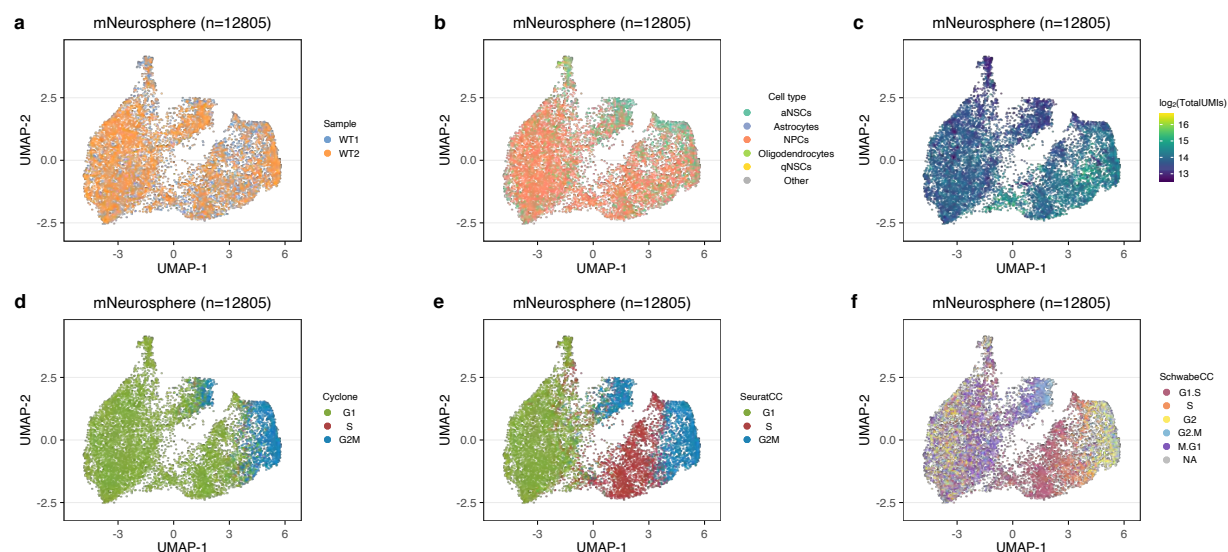 a
mNeurosphere (n=12805)
UMAP-2
2.5
0.0
-2.5
-3
0
3
6
UMAP-1
Sample
WT1
WT2
b
mNeurosphere (n=12805)
UMAP-2
2.5
0.0
-2.5
-3
0
3
6
UMAP-1
Cell type
aNSCs
Astrocytes
NPCs
Oligodendrocytes
qNSCs
Other
c
mNeurosphere (n=12805)
UMAP-2
2.5
0.0
-2.5
-3
0
3
6
UMAP-1
log₂(TotalUMIs)
16
15
14
13
d
mNeurosphere (n=12805)
UMAP-2
2.5
0.0
-2.5
-3
0
3
6
UMAP-1
Cyclone
G1
S
G2M
e
mNeurosphere (n=12805)
UMAP-2
2.5
0.0
-2.5
-3
0
3
6
UMAP-1
SeuratCC
G1
S
G2M
f
mNeurosphere (n=12805)
UMAP-2
2.5
0.0
-2.5
-3
0
3
6
UMAP-1
SchwabeCC
G1.S
S
G2
G2.M
M.G1
NA